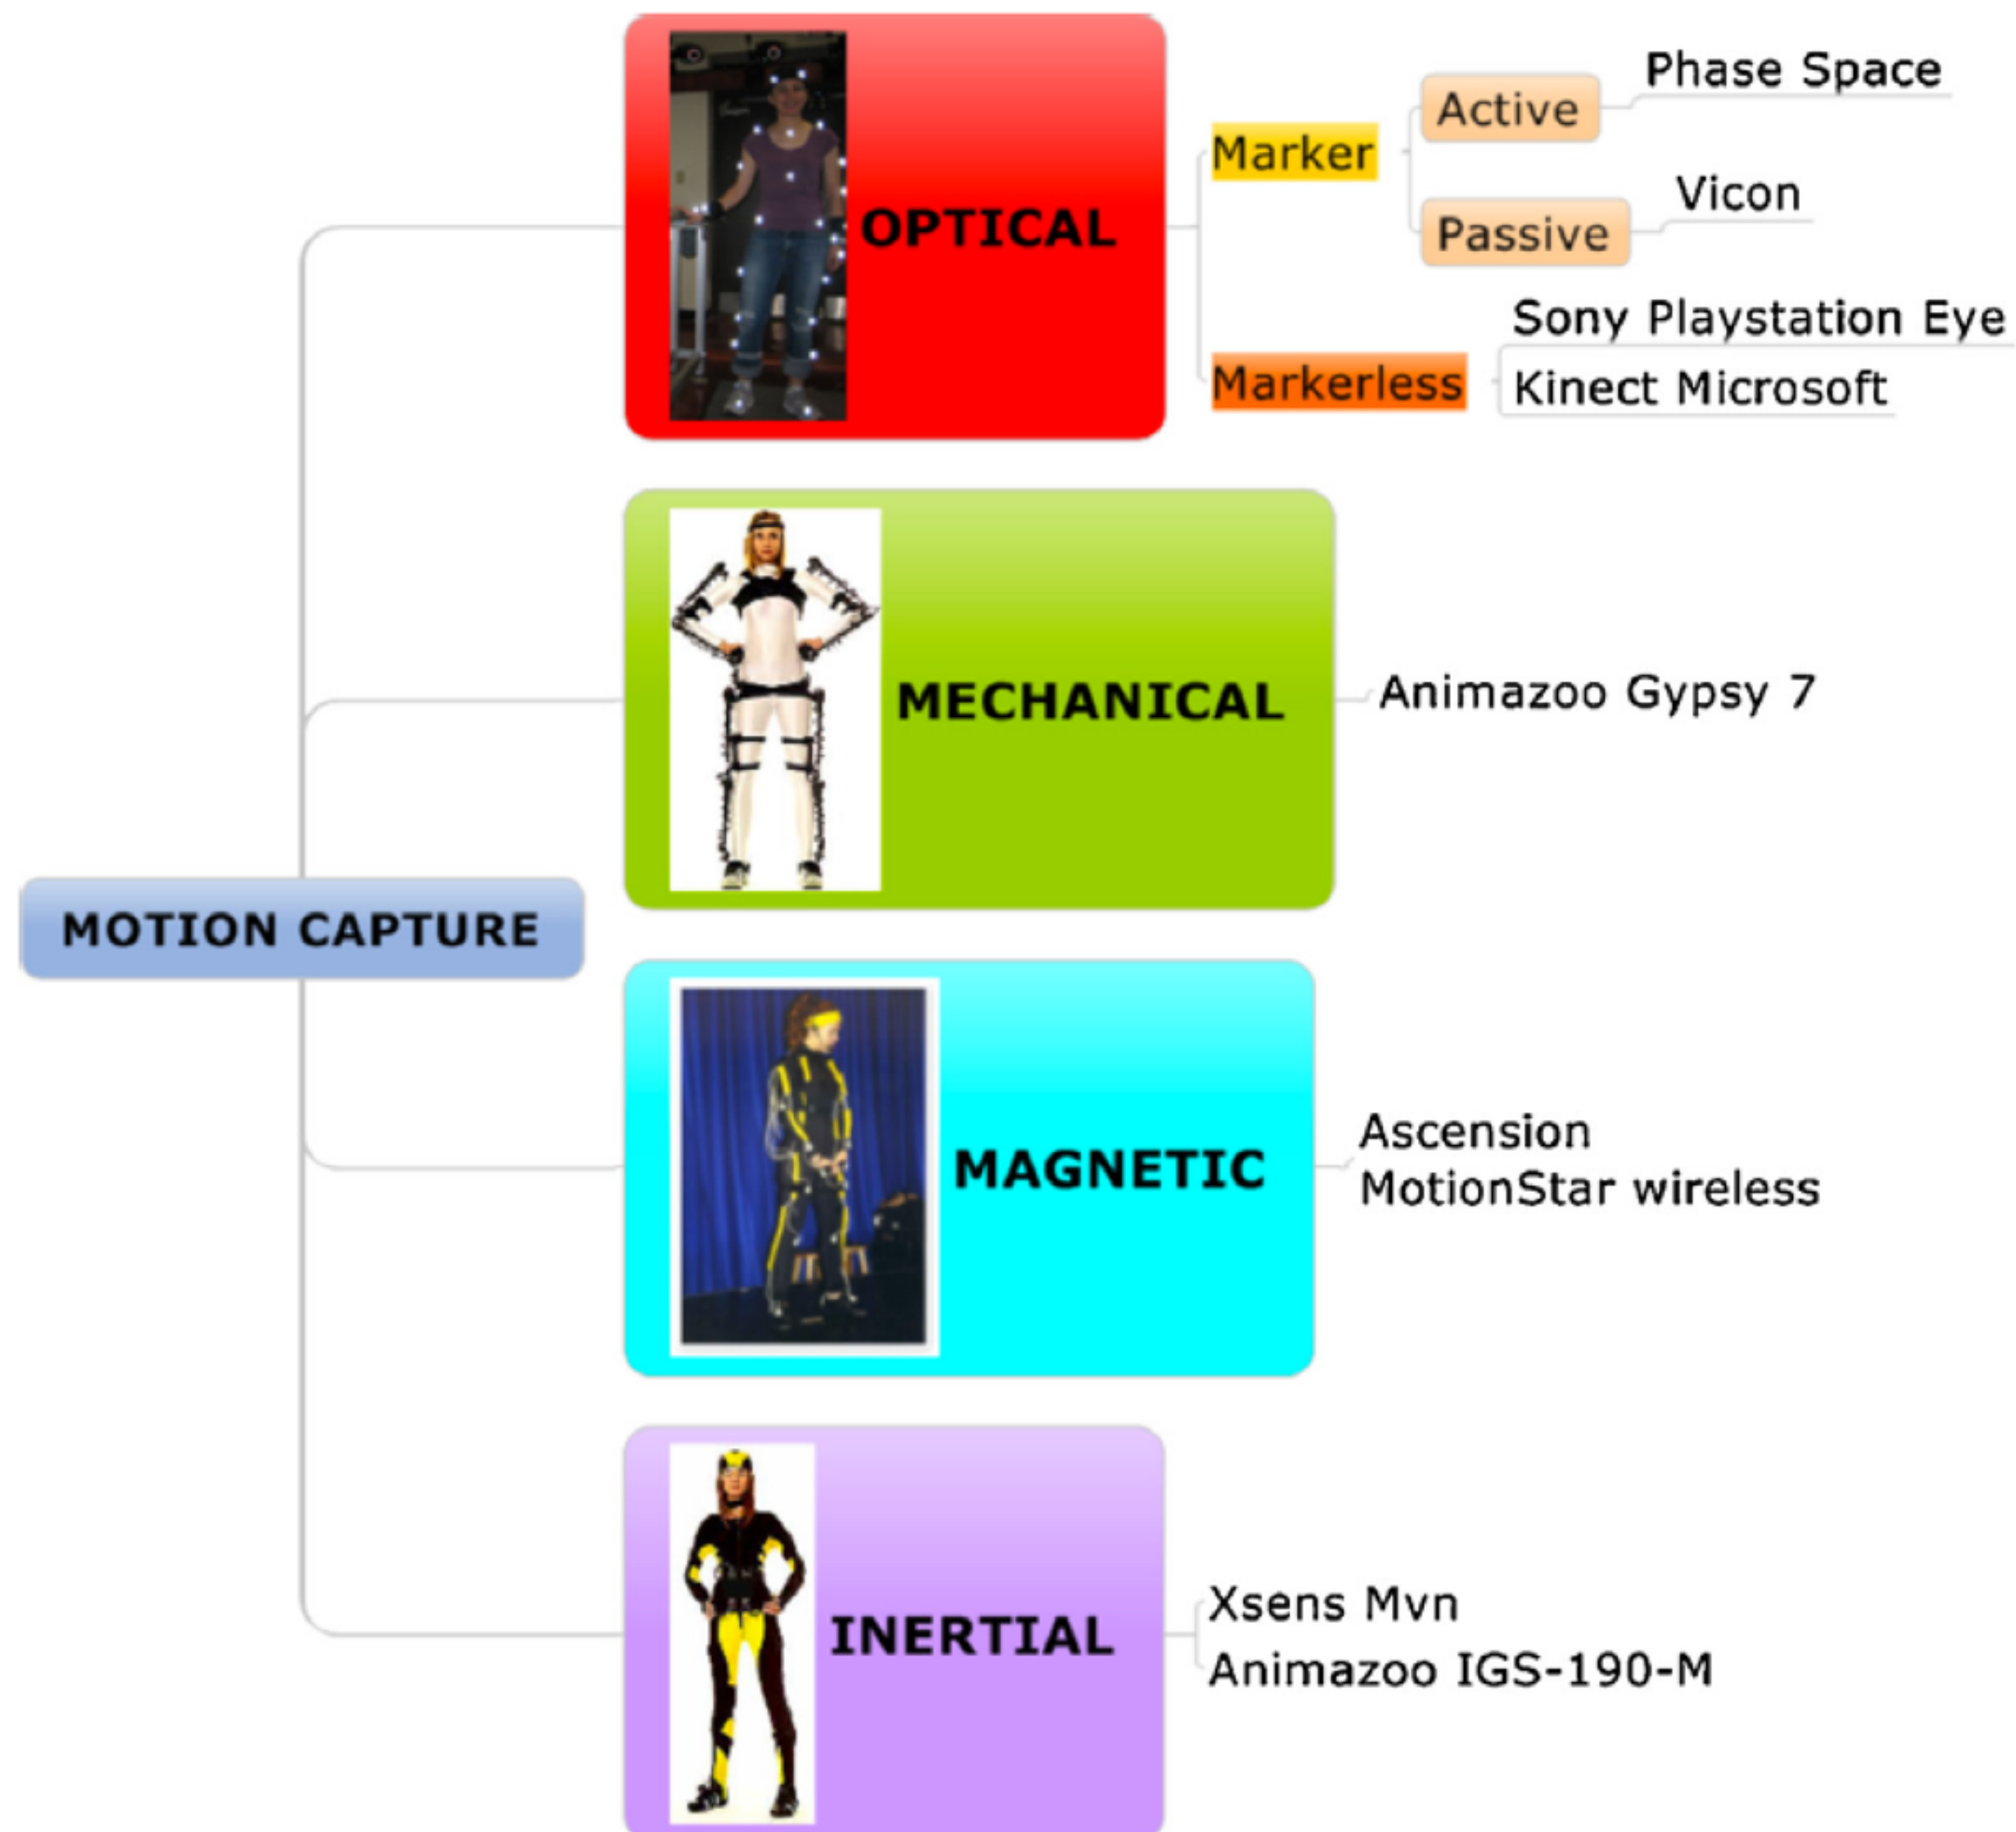 Phase Space
Active
Marker
Vicon
Passive
OPTICAL
Sony Playstation Eye
Markerless
Kinect Microsoft
MECHANICAL
Animazoo Gypsy 7
MOTION CAPTURE
Ascension
MAGNETIC
MotionStar wireless
Xsens Mvn
INERTIAL
Animazoo IGS-190-M